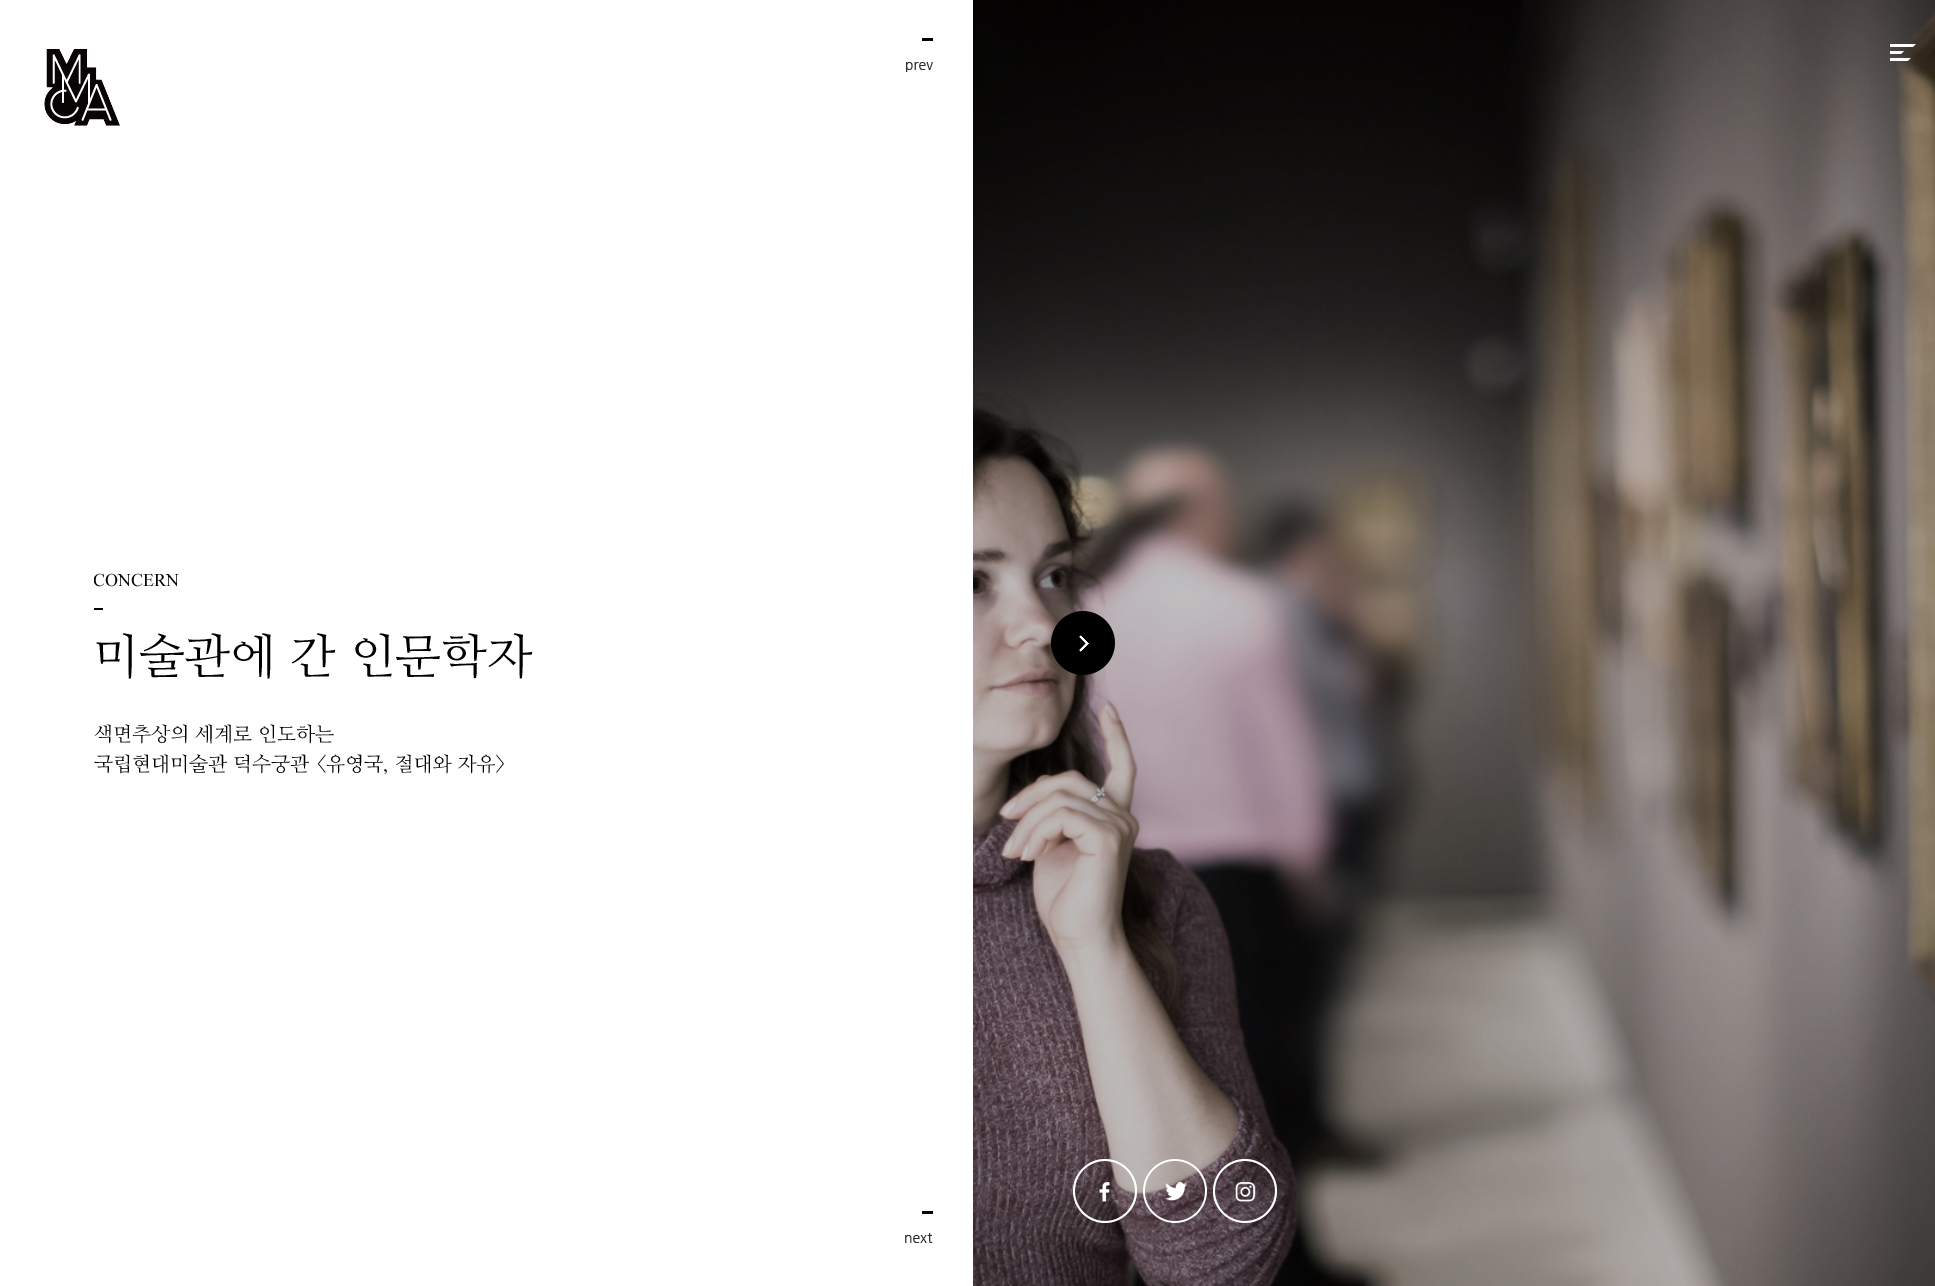 MMCA
prev
CONCERN
미술관에 간 인문학자
색면추상의 세계로 인도하는
국립현대미술관 덕수궁관 〈유영국, 절대와 자유〉
next